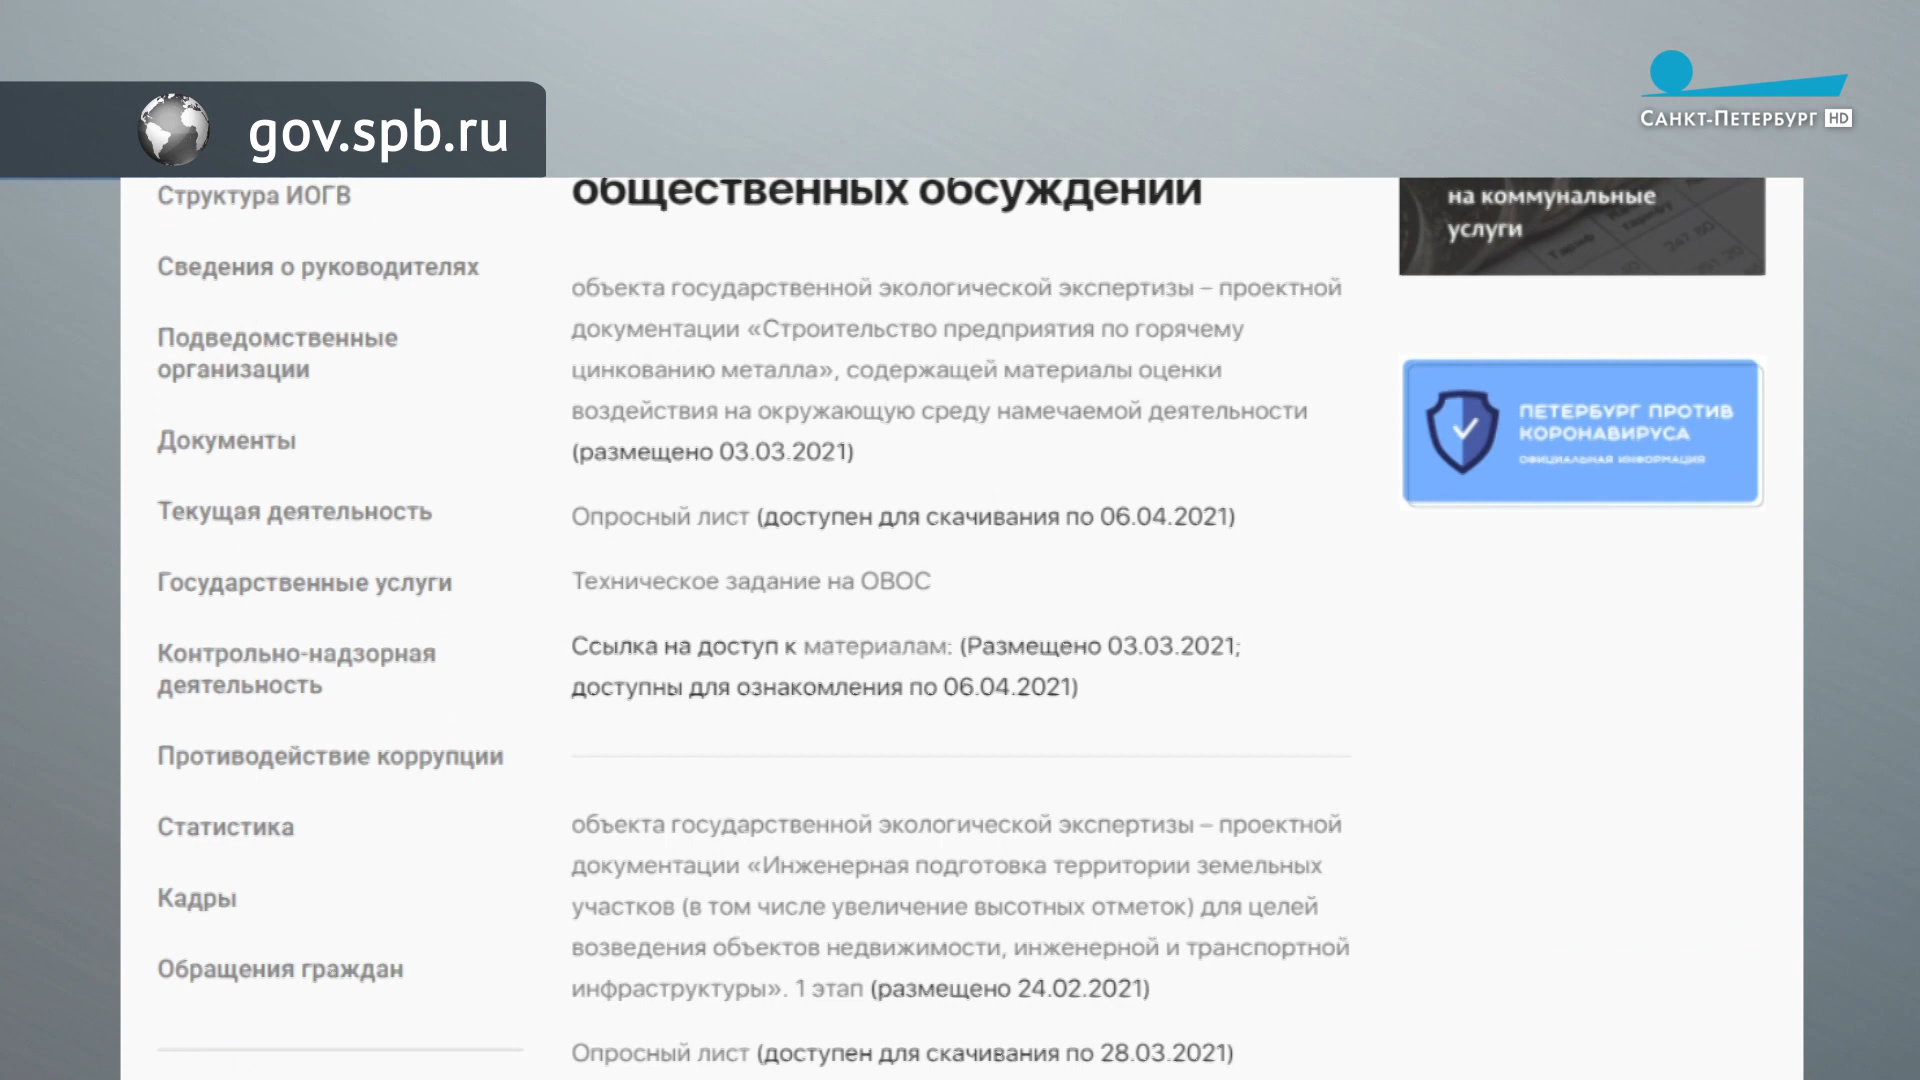 gov.spb.ru
САНКТ-ПЕТЕРБУРГ HD
Структура ИОГВ
Сведения о руководителях
Подведомственные
организации
Документы
Текущая деятельность
Государственные услуги
Контрольно-надзорная
деятельность
Противодействие коррупции
Статистика
Кадры
Обращения граждан
общественных обсуждений
объекта государственной экологической экспертизы – проектной
документации «Строительство предприятия по горячему
цинкованию металла», содержащей материалы оценки
воздействия на окружающую среду намечаемой деятельности
(размещено 03.03.2021)
Опросный лист (доступен для скачивания по 06.04.2021)
Техническое задание на ОВОС
Ссылка на доступ к материалам: (Размещено 03.03.2021;
доступны для ознакомления по 06.04.2021)
объекта государственной экологической экспертизы – проектной
документации «Инженерная подготовка территории земельных
участков (в том числе увеличение высотных отметок) для целей
возведения объектов недвижимости, инженерной и транспортной
инфраструктуры». 1 этап (размещено 24.02.2021)
Опросный лист (доступен для скачивания по 28.03.2021)
на коммунальные
услуги
ПЕТЕРБУРГ ПРОТИВ
КОРОНАВИРУСА
ОФИЦИАЛЬНАЯ ИНФОРМАЦИЯ